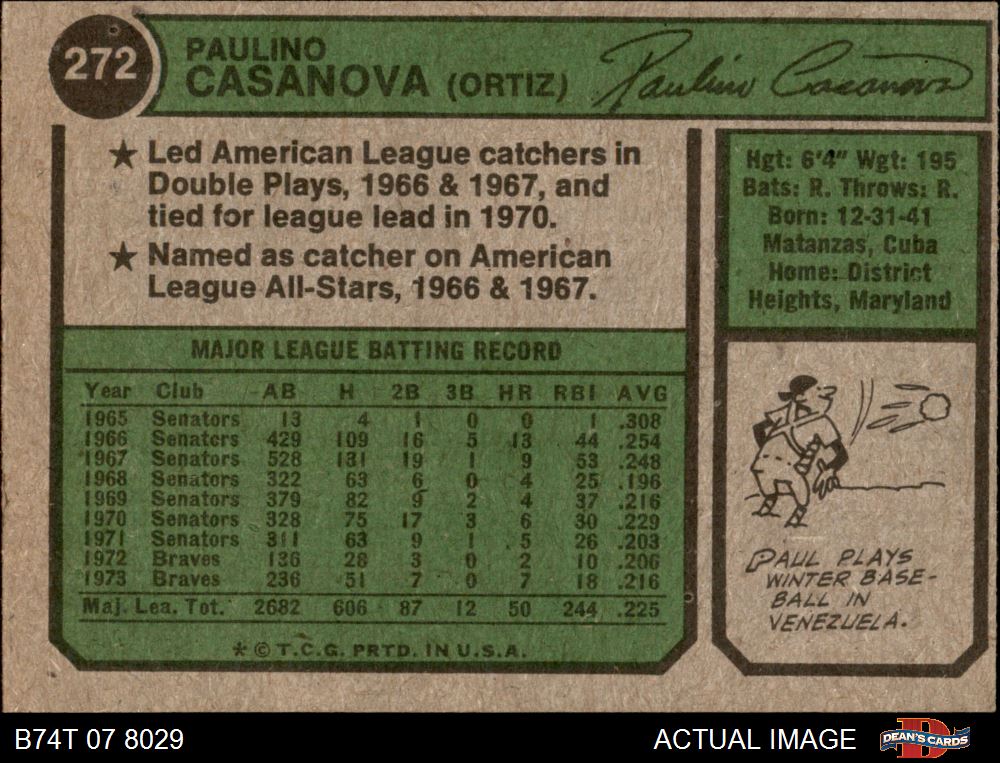 272
PAULINO
CASANOVA (ORTIZ)
Paulino Casanova
★ Led American League catchers in
Double Plays, 1966 & 1967, and
tied for league lead in 1970.
★ Named as catcher on American
League All-Stars, 1966 & 1967.
Hgt: 6'4" Wgt: 195
Bats: R. Throws: R.
Born: 12-31-41
Matanzas, Cuba
Home: District
Heights, Maryland
MAJOR LEAGUE BATTING RECORD
Year Club AB H 2B 3B HR RBI AVG
1965 Senators 13 4 1 0 0 1 .308
1966 Senators 429 109 16 5 13 44 .254
1967 Senators 528 131 19 1 9 53 .248
1968 Senators 322 63 6 0 4 25 .196
1969 Senators 379 82 9 2 4 37 .216
1970 Senators 328 75 17 3 6 30 .229
1971 Senators 311 63 9 1 5 26 .203
1972 Braves 136 28 3 0 2 10 .206
1973 Braves 236 51 7 0 7 18 .216
Maj. Lea. Tot. 2682 606 87 12 50 244 .225
* © T.C.G. PRTD. IN U.S.A.
PAUL PLAYS
WINTER BASE-
BALL IN
VENEZUELA.
B74T 07 8029
ACTUAL IMAGE
DEAN'S CARDS